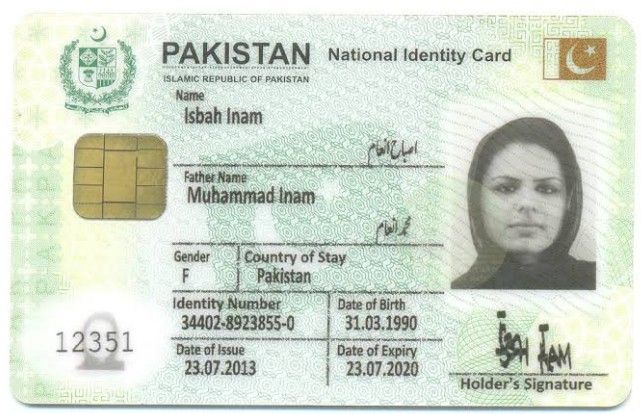 PAKISTAN National Identity Card
ISLAMIC REPUBLIC OF PAKISTAN
Name
Isbah Inam
اصباح انعام
Father Name
Muhammad Inam
محمد انعام
Gender Country of Stay
F Pakistan
Identity Number Date of Birth
34402-8923855-0 31.03.1990
12351
Date of Issue Date of Expiry
23.07.2013 23.07.2020
Holder's Signature